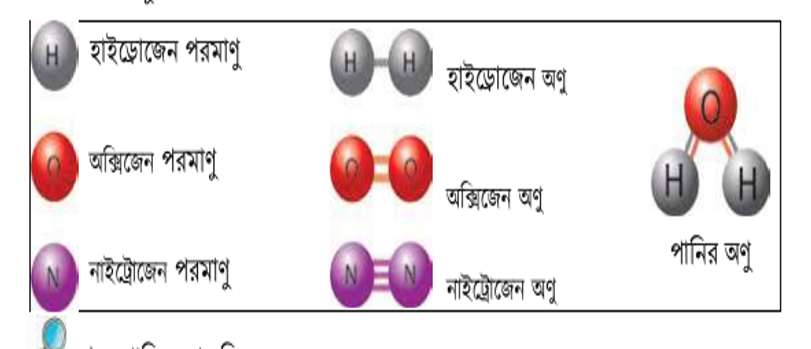 H হাইড্রোজেন পরমাণু
H H হাইড্রোজেন অণু
O অক্সিজেন পরমাণু
O O অক্সিজেন অণু
N নাইট্রোজেন পরমাণু
N N নাইট্রোজেন অণু
O
H H
পানির অণু